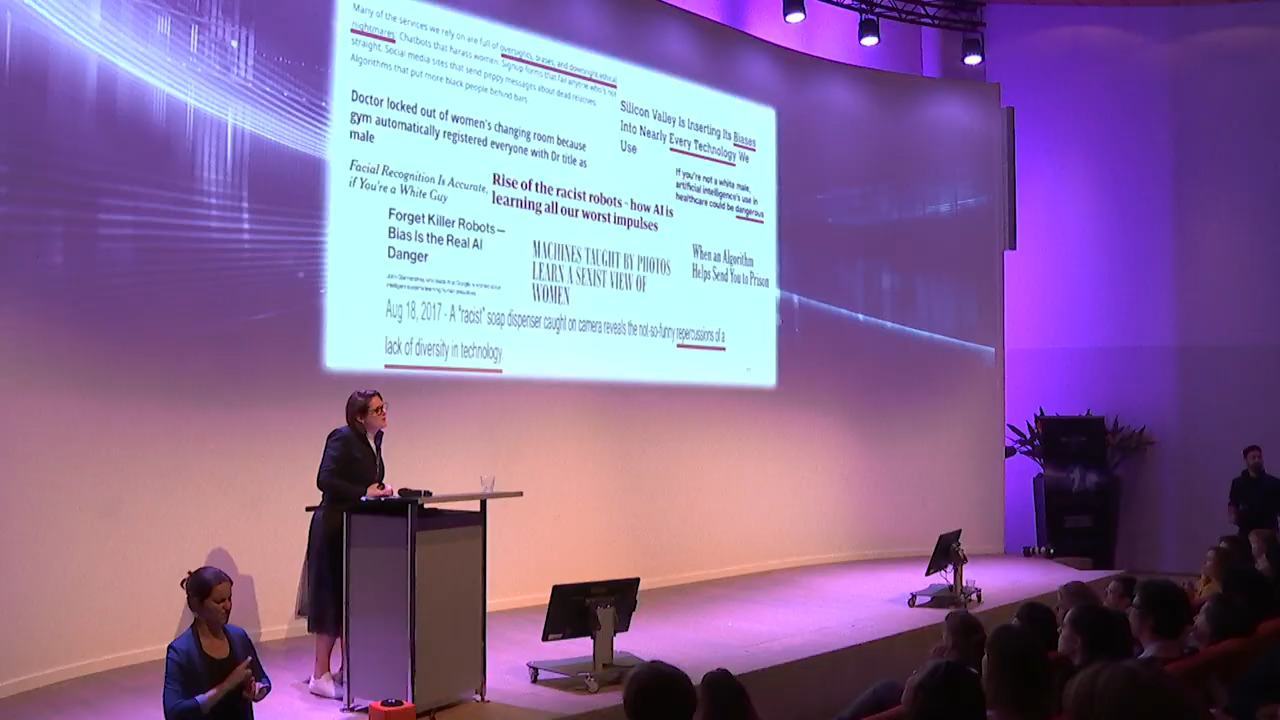 Many of the services we rely on are full of oversights, biases, and downright ethical
nightmares. Chatbots that harass women. Signup forms that fail anyone who's not
straight. Social media sites that send peppy messages about dead relatives.
Algorithms that put more black people behind bars.
Doctor locked out of women's changing room because
gym automatically registered everyone with Dr title as
male
Silicon Valley Is Inserting Its Biases
Into Nearly Every Technology We
Use
Facial Recognition Is Accurate,
if You're a White Guy
Rise of the racist robots - how AI is
learning all our worst impulses
If you're not a white male,
artificial intelligence's use in
healthcare could be dangerous
Forget Killer Robots—
Bias Is the Real AI
Danger
MACHINES TAUGHT BY PHOTOS
LEARN A SEXIST VIEW OF
WOMEN
When an Algorithm
Helps Send You to Prison
Aug 18, 2017 - A "racist" soap dispenser caught on camera reveals the not-so-funny repercussions of a
lack of diversity in technology